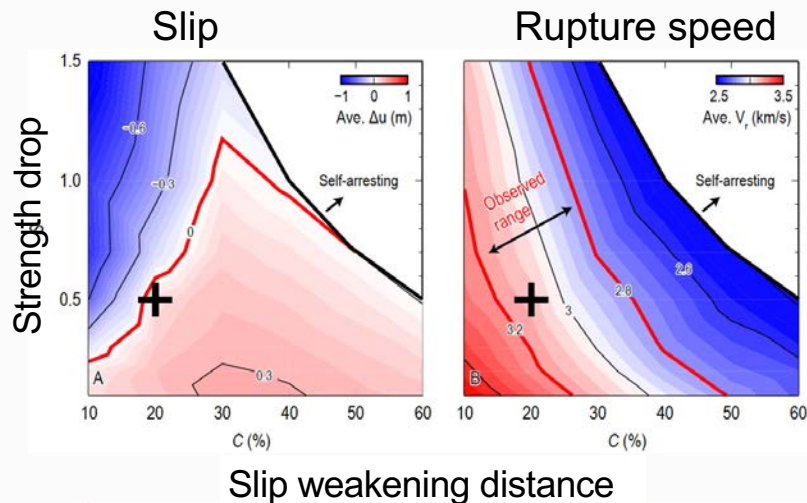 Slip
Rupture speed
1.5
1.0
0.5
Strength drop
−1 0 1
Ave. Δu (m)
−0.6
−0.3
0
0.3
Self-arresting
A
10 20 30 40 50 60
C (%)
2.5 3.5
Ave. Vr (km/s)
Observed
range
Self-arresting
2.6
2.8
3
3.2
B
10 20 30 40 50 60
C (%)
Slip weakening distance